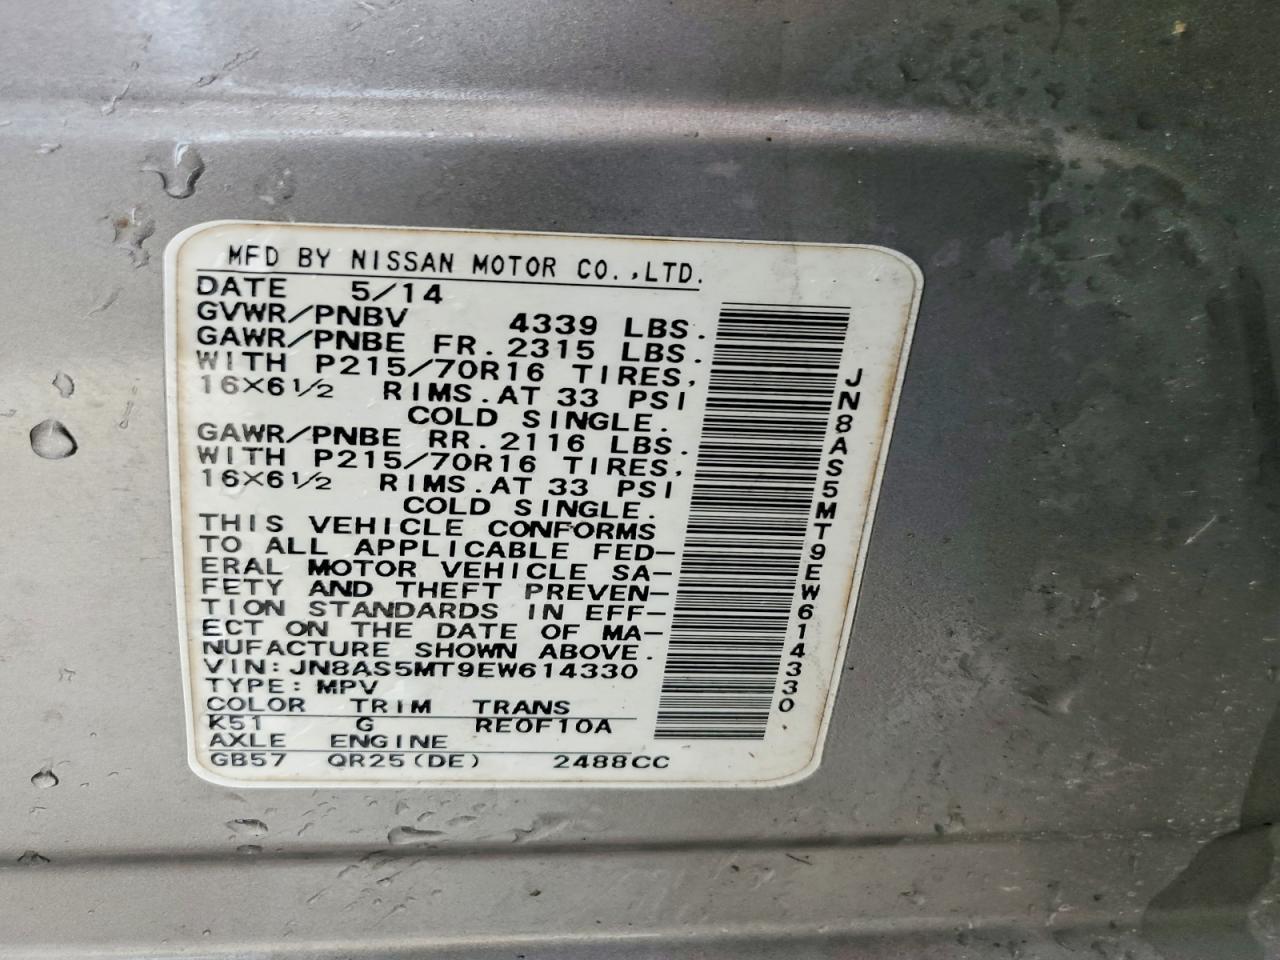 MFD BY NISSAN MOTOR CO.,LTD.
DATE 5/14
GVWR/PNBV 4339 LBS.
GAWR/PNBE FR. 2315 LBS.
WITH P215/70R16 TIRES,
16X6 1/2 RIMS. AT 33 PSI
COLD SINGLE.
GAWR/PNBE RR. 2116 LBS.
WITH P215/70R16 TIRES,
16X6 1/2 RIMS. AT 33 PSI
COLD SINGLE.
THIS VEHICLE CONFORMS
TO ALL APPLICABLE FED-
ERAL MOTOR VEHICLE SA-
FETY AND THEFT PREVEN-
TION STANDARDS IN EFF-
ECT ON THE DATE OF MA-
NUFACTURE SHOWN ABOVE.
VIN: JN8AS5MT9EW614330
TYPE: MPV
COLOR TRIM TRANS
K51 G RE0F10A
AXLE ENGINE
GB57 QR25(DE) 2488CC
JN8AS5MT9EW614330